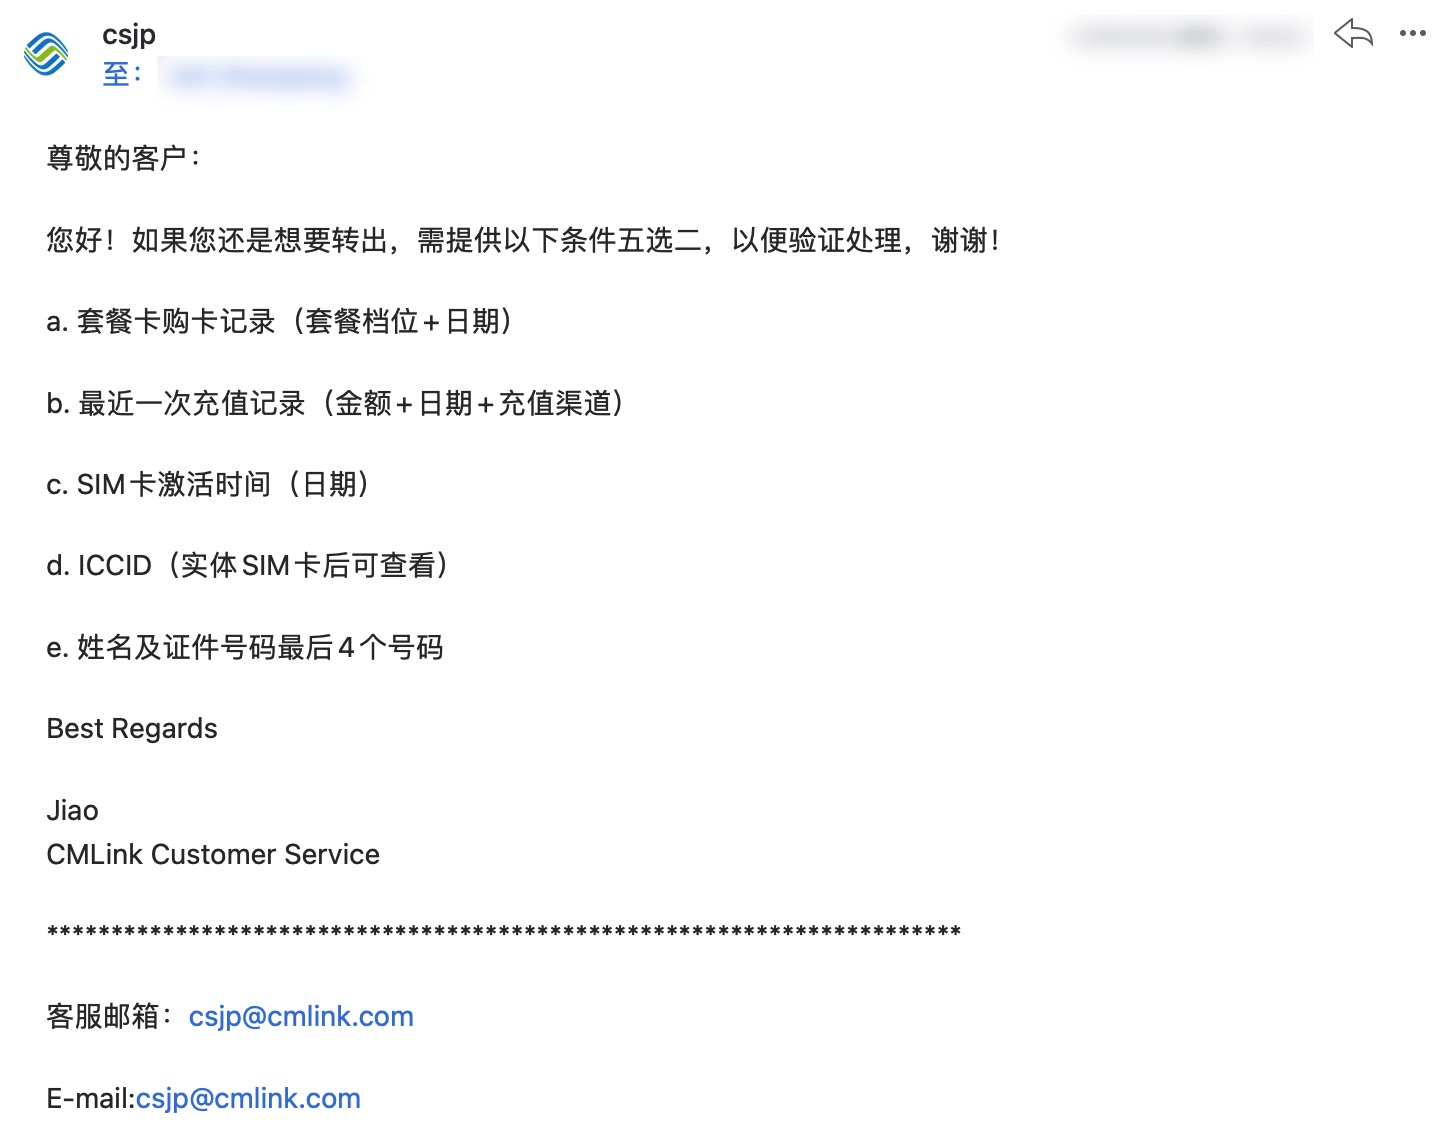 csjp
至：
尊敬的客户：
您好！如果您还是想要转出，需提供以下条件五选二，以便验证处理，谢谢！
a. 套餐卡购卡记录（套餐档位+日期）
b. 最近一次充值记录（金额+日期+充值渠道）
c. SIM卡激活时间（日期）
d. ICCID（实体SIM卡后可查看）
e. 姓名及证件号码最后4个号码
Best Regards
Jiao
CMLink Customer Service
***********************************************************************
客服邮箱：csjp@cmlink.com
E-mail:csjp@cmlink.com